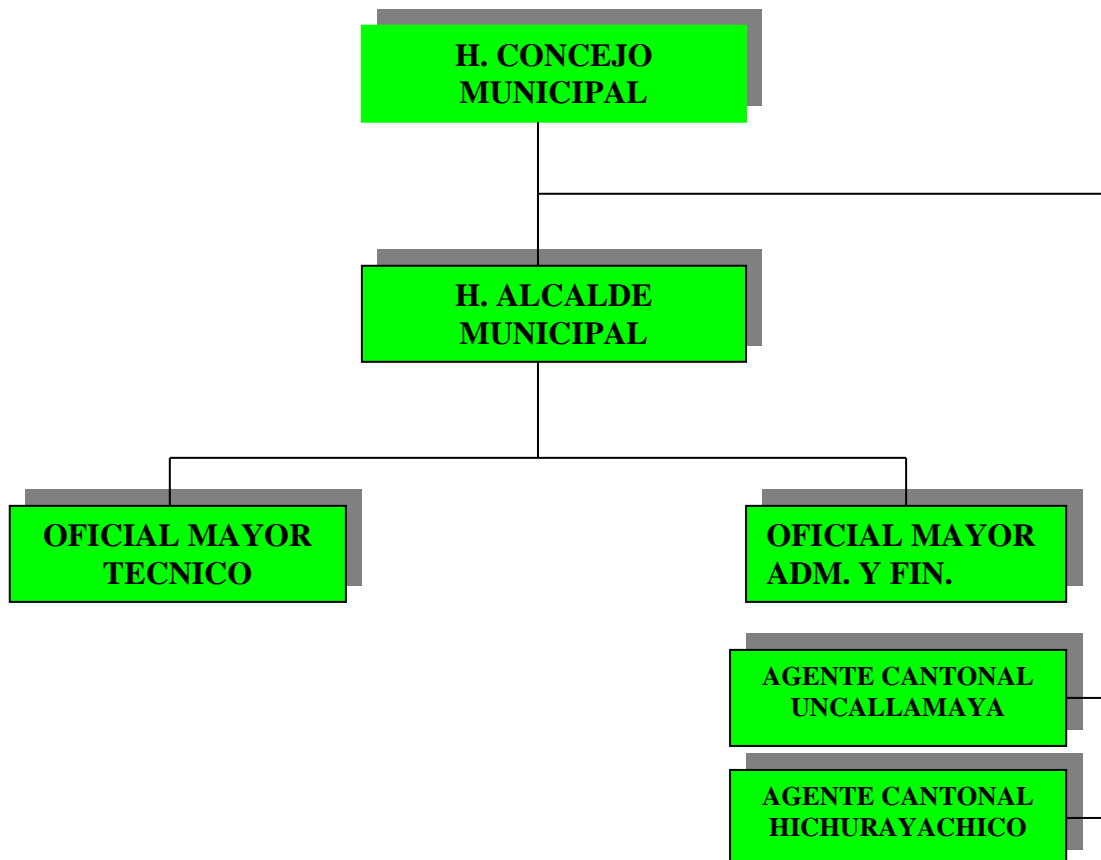 H. CONCEJO
MUNICIPAL
H. ALCALDE
MUNICIPAL
OFICIAL MAYOR
TECNICO
OFICIAL MAYOR
ADM. Y FIN.
AGENTE CANTONAL
UNCALLAMAYA
AGENTE CANTONAL
HICHURAYACHICO